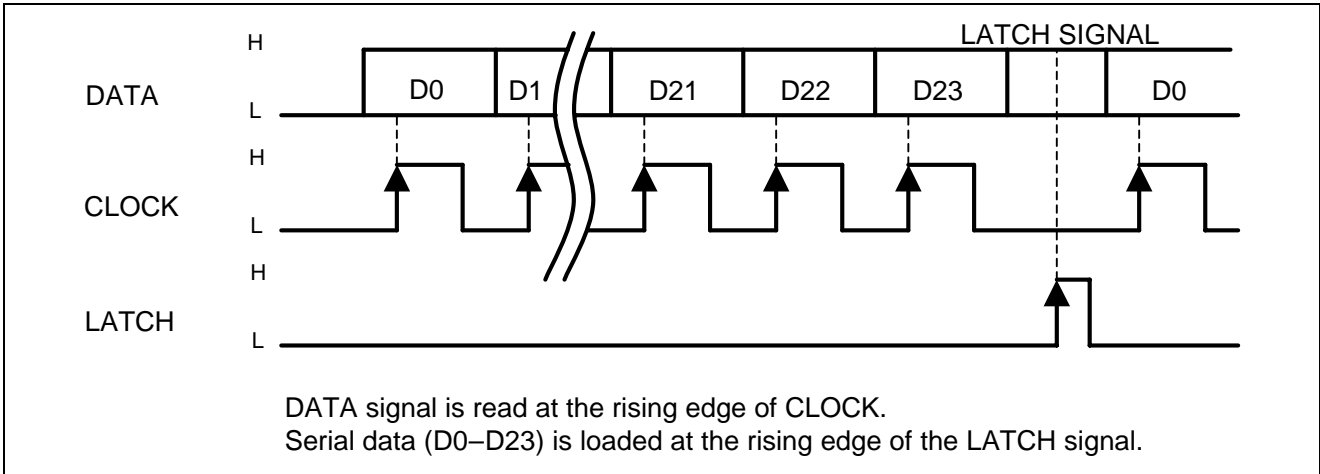 LATCH SIGNAL
H
DATA
D0 D1 D21 D22 D23 D0
L
H
CLOCK
L
H
LATCH
L
DATA signal is read at the rising edge of CLOCK.
Serial data (D0–D23) is loaded at the rising edge of the LATCH signal.